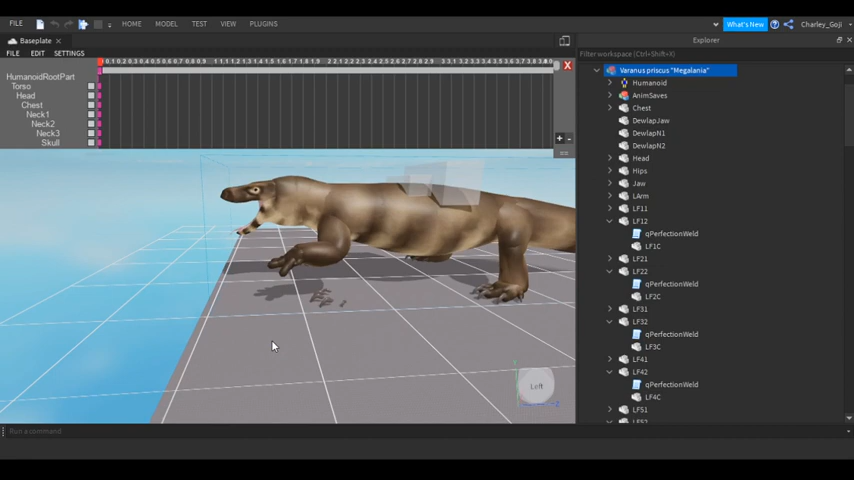 FILE HOME MODEL TEST VIEW PLUGINS What's New Charley_Goji
Baseplate Explorer
FILE EDIT SETTINGS Filter workspace (Ctrl+Shift+X)
HumanoidRootPart
Torso
Head
Chest
Neck1
Neck2
Neck3
Skull
Varanus priscus "Megalania"
Humanoid
AnimSaves
Chest
DewlapJaw
DewlapN1
DewlapN2
Head
Hips
Jaw
LArm
LF11
LF12
qPerfectionWeld
LF1C
LF21
LF22
qPerfectionWeld
LF2C
LF31
LF32
qPerfectionWeld
LF3C
LF41
LF42
qPerfectionWeld
LF4C
LF51
Left
Run a command